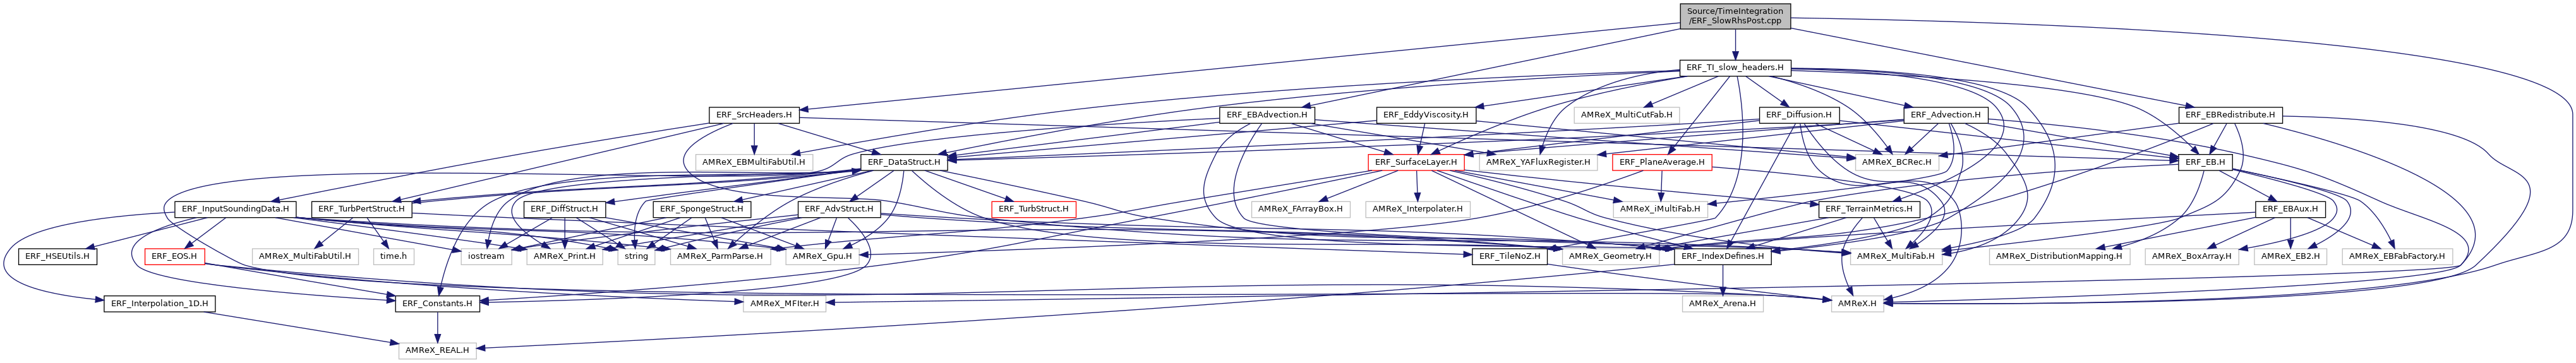 Source/TimeIntegration
/ERF_SlowRhsPost.cpp
ERF_TI_slow_headers.H
ERF_SrcHeaders.H
ERF_EBAdvection.H
ERF_EddyViscosity.H
AMReX_MultiCutFab.H
ERF_Diffusion.H
ERF_Advection.H
ERF_EBRedistribute.H
AMReX_EBMultiFabUtil.H
ERF_DataStruct.H
ERF_SurfaceLayer.H
AMReX_YAFluxRegister.H
ERF_PlaneAverage.H
AMReX_BCRec.H
ERF_EB.H
ERF_InputSoundingData.H
ERF_TurbPertStruct.H
ERF_DiffStruct.H
ERF_SpongeStruct.H
ERF_AdvStruct.H
ERF_TurbStruct.H
AMReX_FArrayBox.H
AMReX_Interpolater.H
AMReX_iMultiFab.H
ERF_TerrainMetrics.H
ERF_EBAux.H
ERF_HSEUtils.H
ERF_EOS.H
AMReX_MultiFabUtil.H
time.h
iostream
AMReX_Print.H
string
AMReX_ParmParse.H
AMReX_Gpu.H
ERF_TileNoZ.H
AMReX_Geometry.H
ERF_IndexDefines.H
AMReX_MultiFab.H
AMReX_DistributionMapping.H
AMReX_BoxArray.H
AMReX_EB2.H
AMReX_EBFabFactory.H
ERF_Interpolation_1D.H
ERF_Constants.H
AMReX_MFIter.H
AMReX_Arena.H
AMReX.H
AMReX_REAL.H